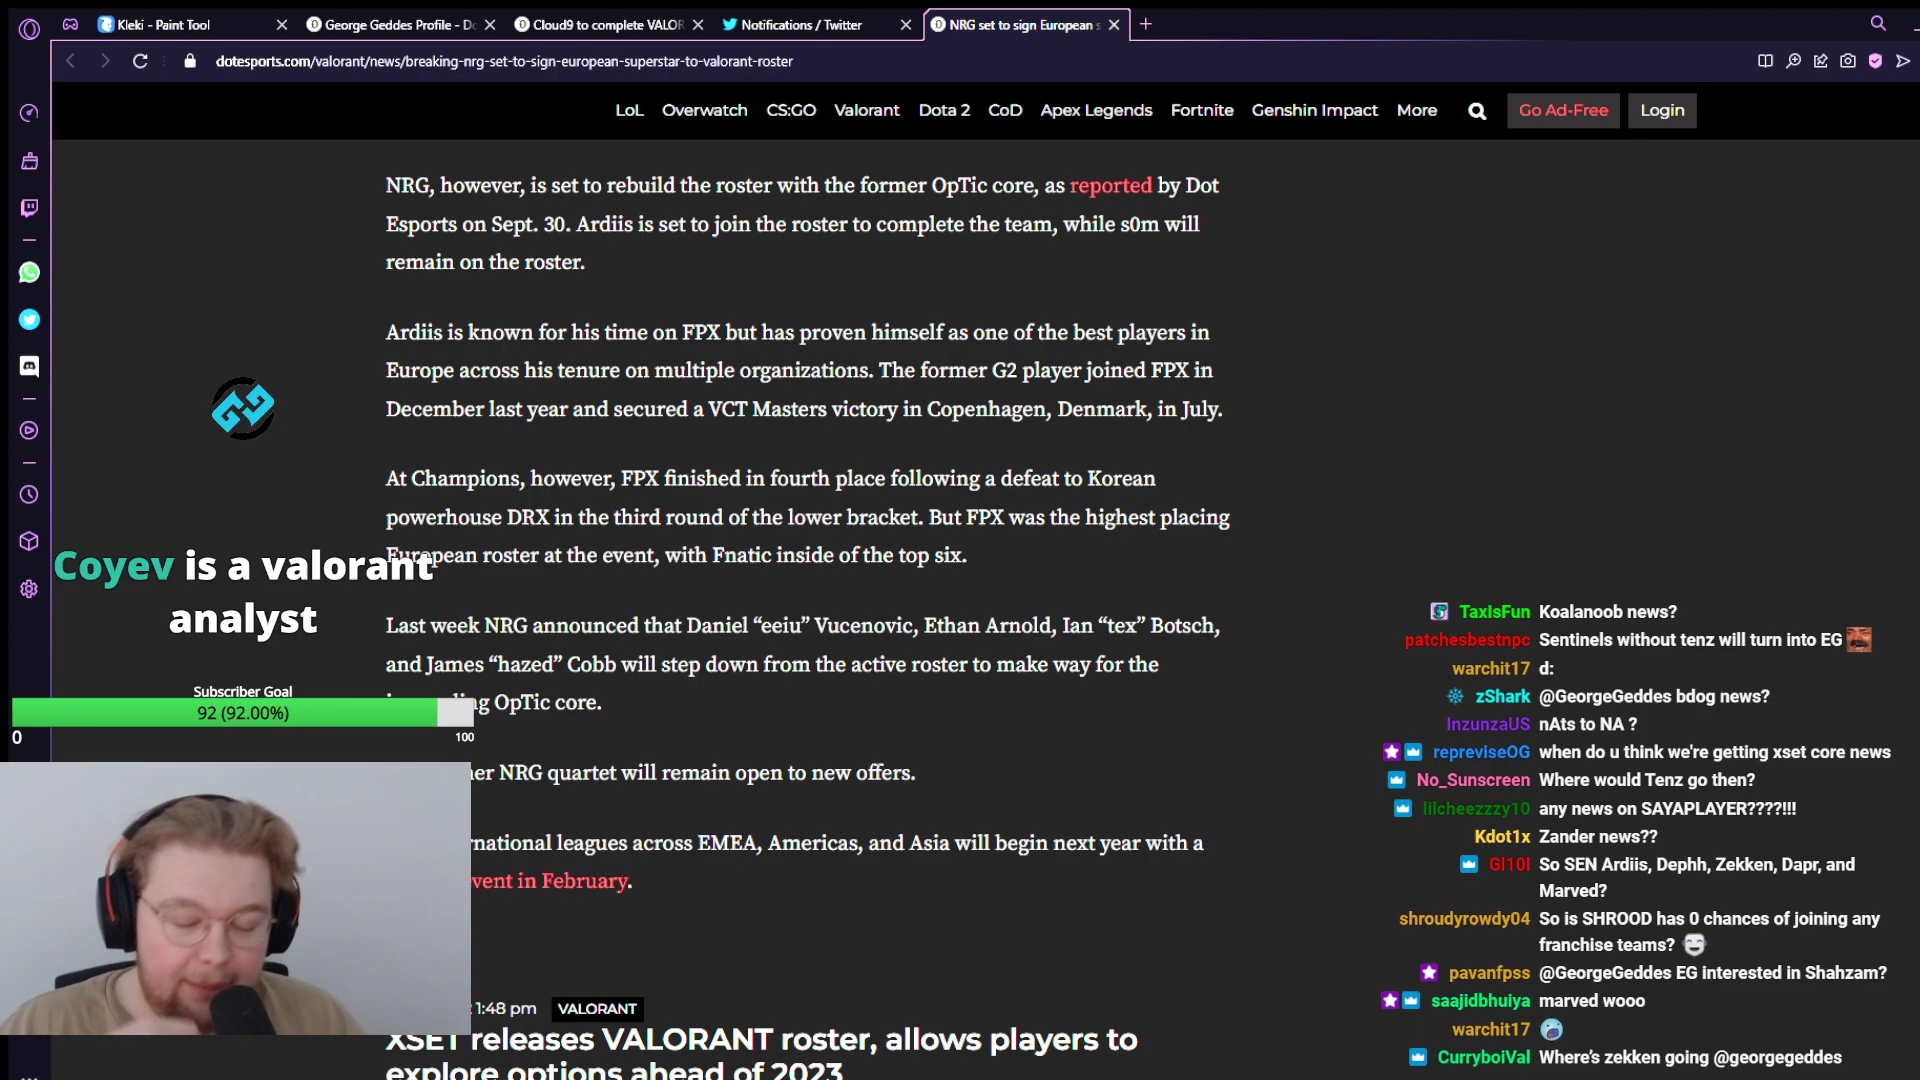 Kleki - Paint Tool
George Geddes Profile - Do
Cloud9 to complete VALOR
Notifications / Twitter
NRG set to sign European s
dotesports.com/valorant/news/breaking-nrg-set-to-sign-european-superstar-to-valorant-roster
LoL Overwatch CS:GO Valorant Dota 2 CoD Apex Legends Fortnite Genshin Impact More Go Ad-Free Login
NRG, however, is set to rebuild the roster with the former OpTic core, as reported by Dot
Esports on Sept. 30. Ardiis is set to join the roster to complete the team, while s0m will
remain on the roster.
Ardiis is known for his time on FPX but has proven himself as one of the best players in
Europe across his tenure on multiple organizations. The former G2 player joined FPX in
December last year and secured a VCT Masters victory in Copenhagen, Denmark, in July.
At Champions, however, FPX finished in fourth place following a defeat to Korean
powerhouse DRX in the third round of the lower bracket. But FPX was the highest placing
European roster at the event, with Fnatic inside of the top six.
Coyev is a valorant
analyst
Last week NRG announced that Daniel “eeiu” Vucenovic, Ethan Arnold, Ian “tex” Botsch,
and James “hazed” Cobb will step down from the active roster to make way for the
g OpTic core.
Subscriber Goal
92 (92.00%)
0
100
er NRG quartet will remain open to new offers.
rnational leagues across EMEA, Americas, and Asia will begin next year with a
vent in February.
1:48 pm VALORANT
XSET releases VALORANT roster, allows players to
explore options ahead of 2023
TaxIsFun Koalanoob news?
patchesbestnpc Sentinels without tenz will turn into EG
warchit17 d:
zShark @GeorgeGeddes bdog news?
InzunzaUS nAts to NA ?
repreviseOG when do u think we're getting xset core news
No_Sunscreen Where would Tenz go then?
lilcheezzzy10 any news on SAYAPLAYER????!!!
Kdot1x Zander news??
Gl10l So SEN Ardiis, Dephh, Zekken, Dapr, and
Marved?
shroudyrowdy04 So is SHROOD has 0 chances of joining any
franchise teams?
pavanfpss @GeorgeGeddes EG interested in Shahzam?
saajidbhuiya marved wooo
warchit17
CurryboiVal Where's zekken going @georgegeddes